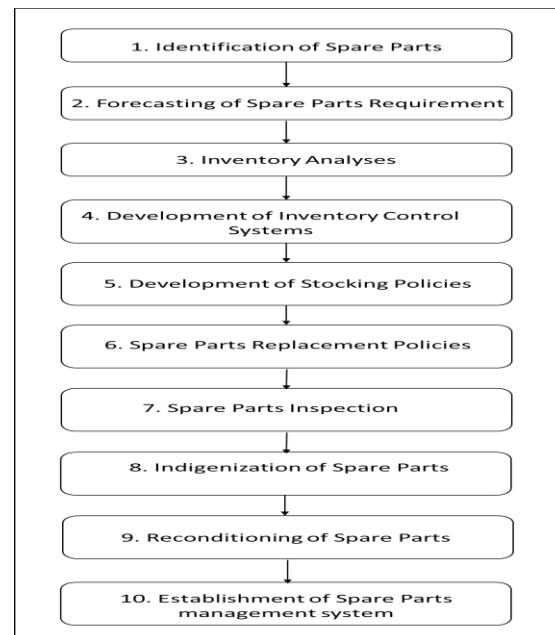 1. Identification of Spare Parts
2. Forecasting of Spare Parts Requirement
3. Inventory Analyses
4. Development of Inventory Control
Systems
5. Development of Stocking Policies
6. Spare Parts Replacement Policies
7. Spare Parts Inspection
8. Indigenization of Spare Parts
9. Reconditioning of Spare Parts
10. Establishment of Spare Parts
management system